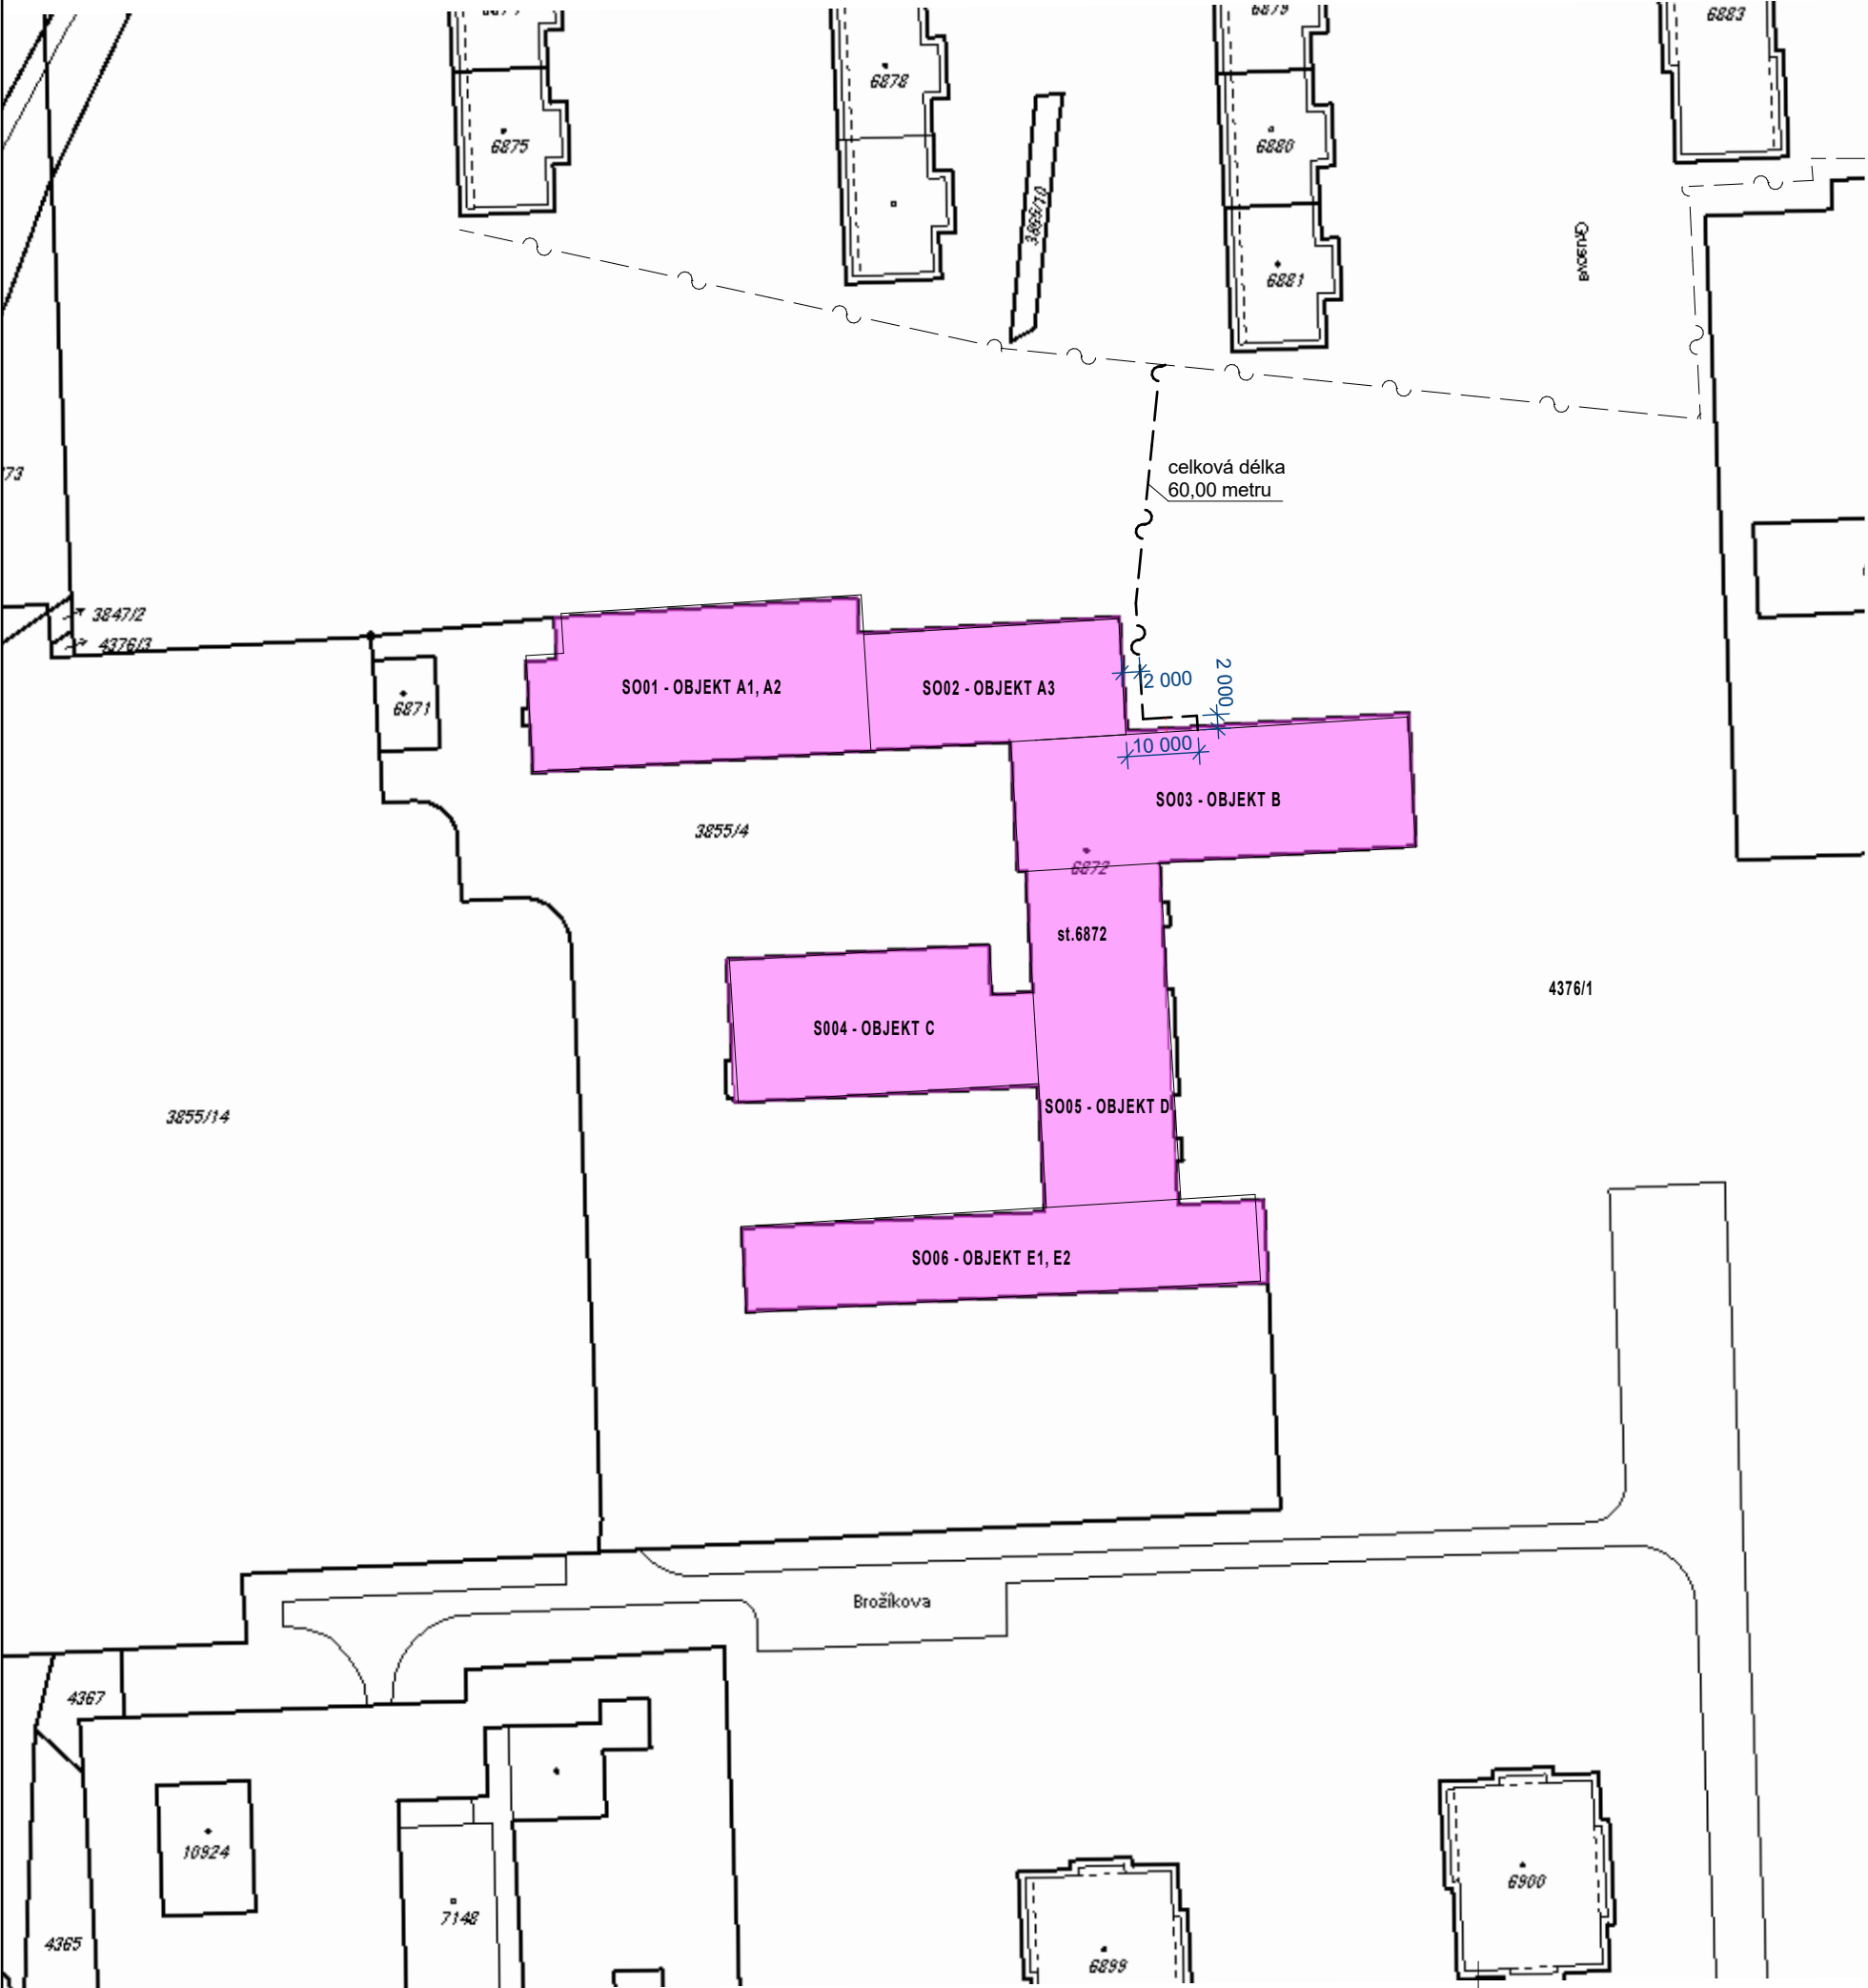 6879
6883
6878
6875
6880
3855/10
6881
Grusova
celková délka
60,00 metru
73
3847/2
4376/3
2 000
2 000
SO01 - OBJEKT A1, A2
SO02 - OBJEKT A3
6871
10 000
SO03 - OBJEKT B
3855/4
6872
st.6872
4376/1
S004 - OBJEKT C
SO05 - OBJEKT D
3855/14
SO06 - OBJEKT E1, E2
Brožíkova
4367
10924
6900
7148
4365
6899